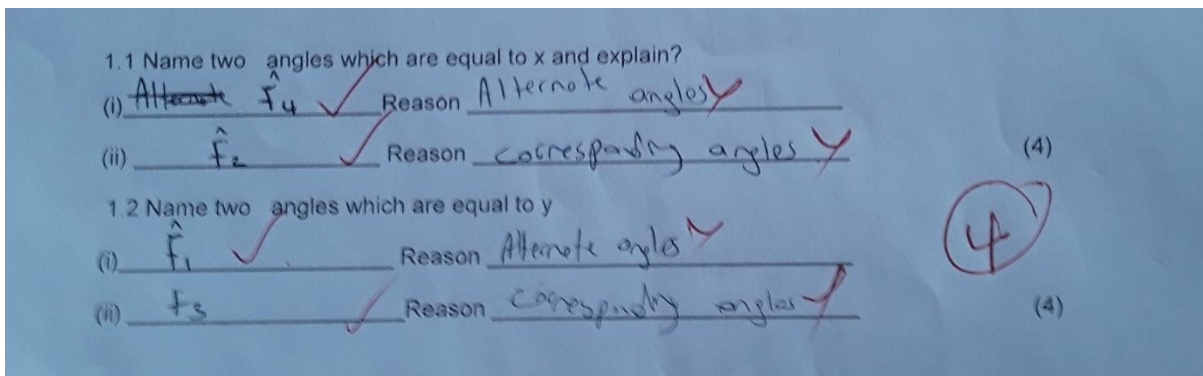 1.1 Name two angles which are equal to x and explain?
(i) Alternate F̂4 Reason Alternate angles
(ii) F̂2 Reason corresponding angles (4)
1.2 Name two angles which are equal to y
(i) F̂1 Reason Alternate angles
4
(ii) F3 Reason corresponding angles (4)